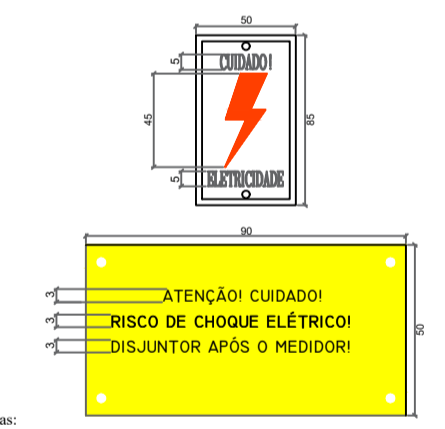 50
5
CUIDADO!
45
85
5
ELETRICIDADE
90
3
ATENÇÃO! CUIDADO!
3
RISCO DE CHOQUE ELÉTRICO!
50
3
DISJUNTOR APÓS O MEDIDOR!
as: